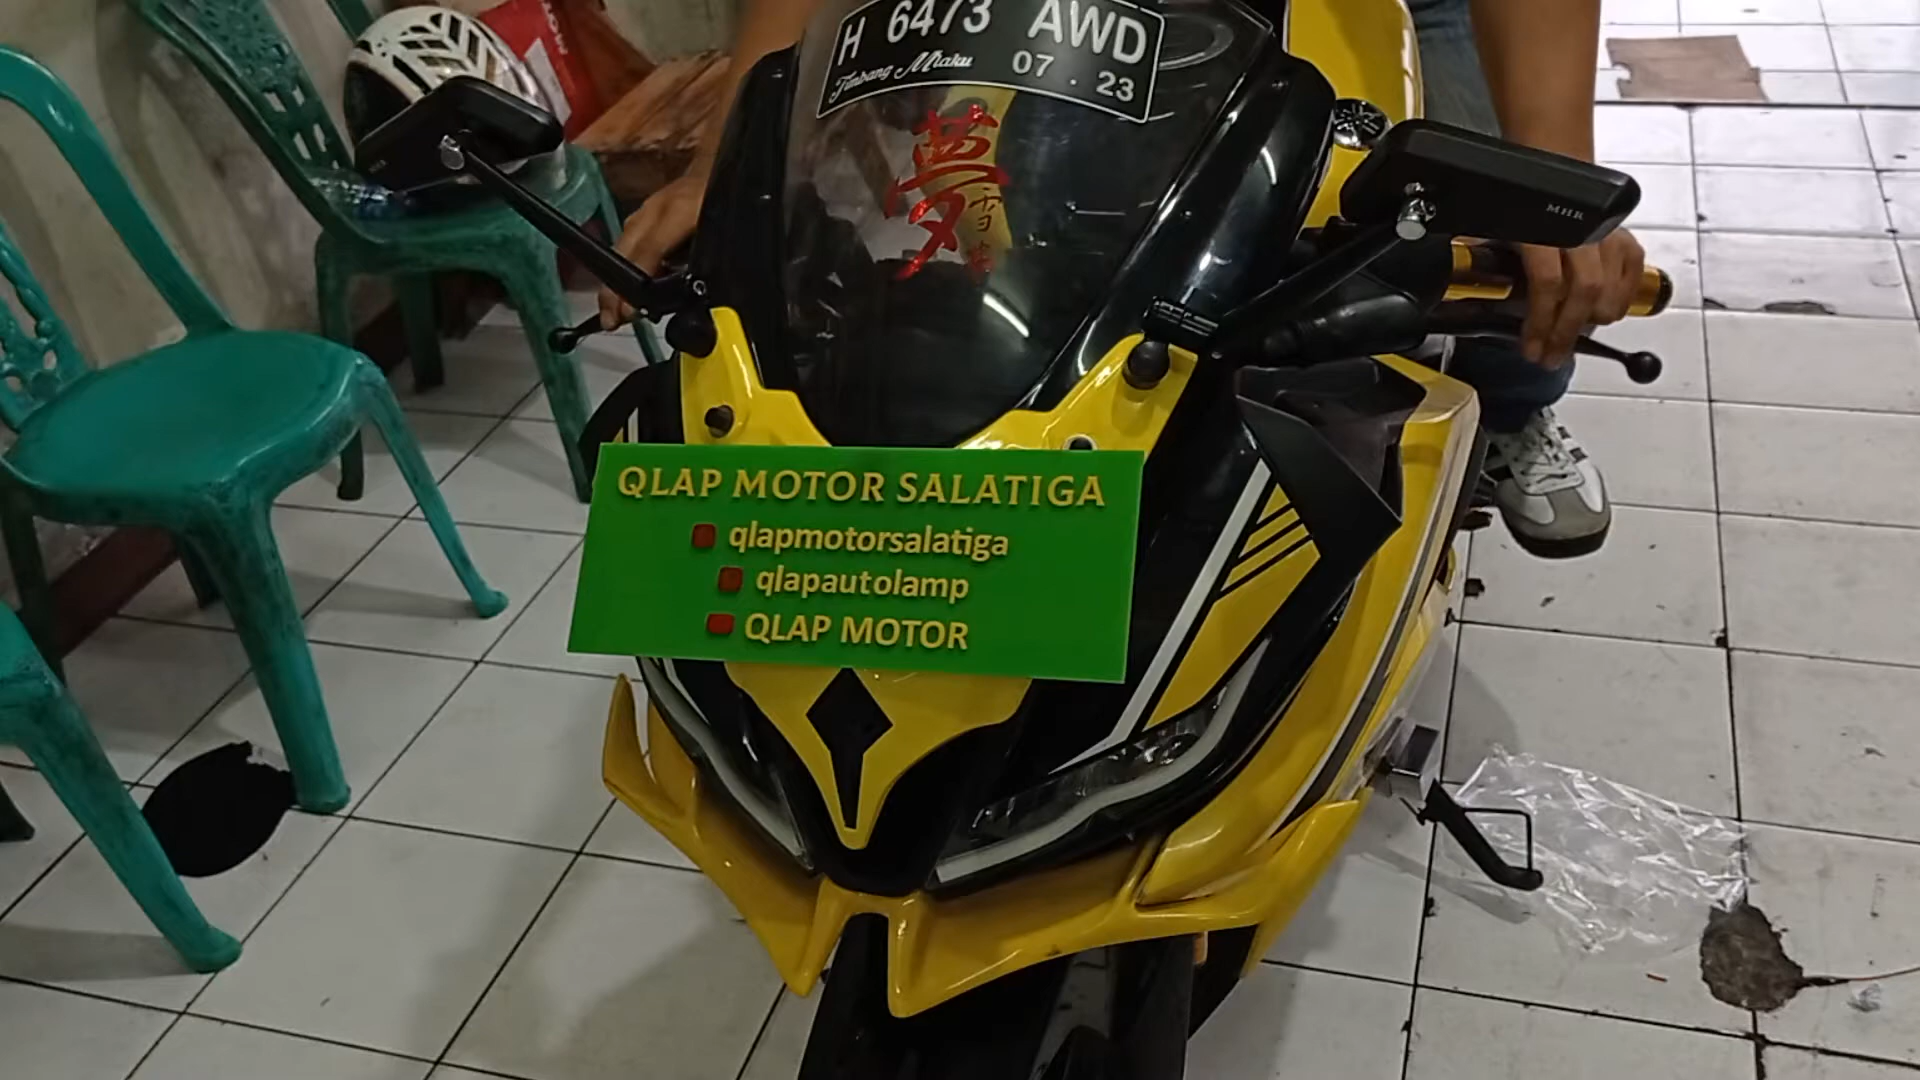 H 6473 AWD
07 · 23
夢
MHR
QLAP MOTOR SALATIGA
qlapmotorsalatiga
qlapautolamp
QLAP MOTOR